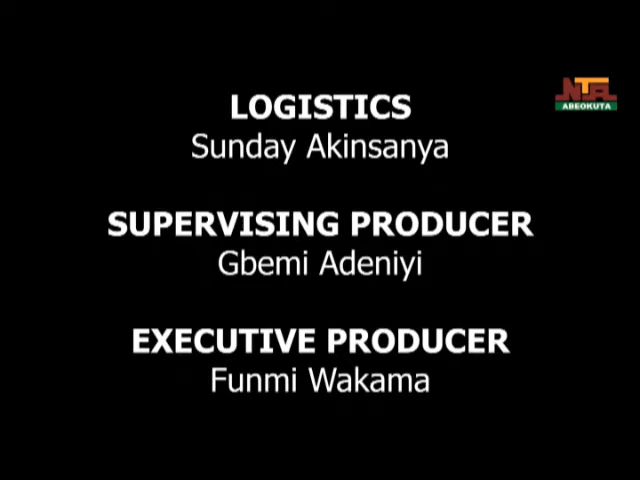 LOGISTICS
Sunday Akinsanya
SUPERVISING PRODUCER
Gbemi Adeniyi
EXECUTIVE PRODUCER
Funmi Wakama
NTA
ABEOKUTA